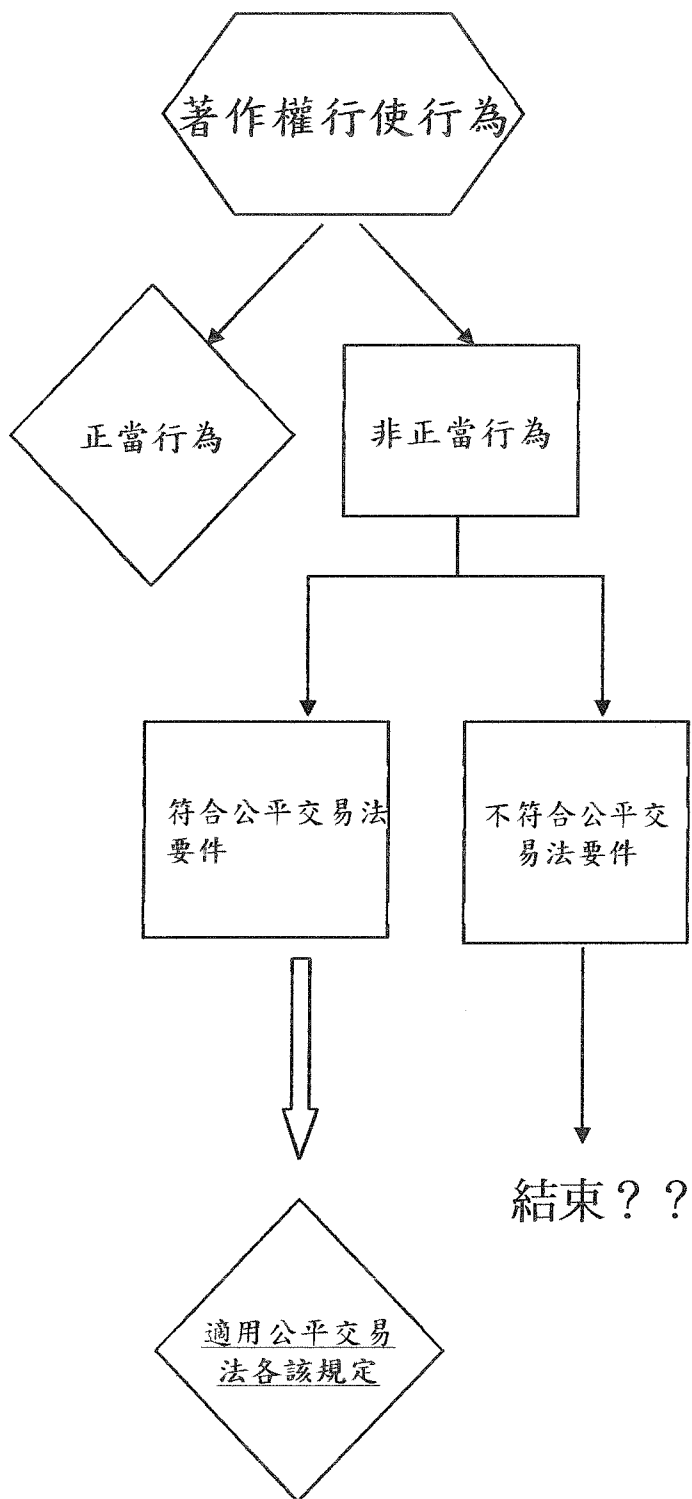 著作權行使行為
正當行為
非正當行為
符合公平交易法
要件
不符合公平交
易法要件
結束？？
適用公平交易
法各該規定